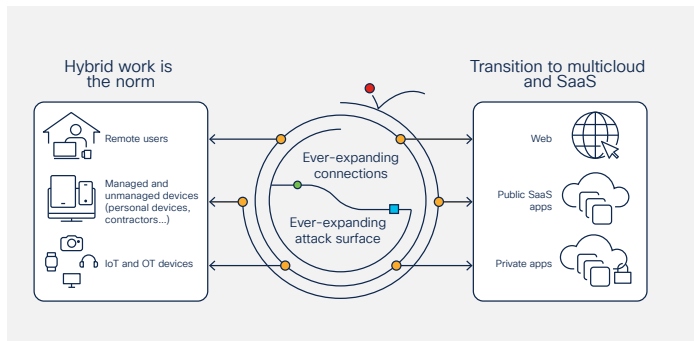 Hybrid work is
the norm
Remote users
Managed and
unmanaged devices
(personal devices,
contractors...)
IoT and OT devices
Ever-expanding
connections
Ever-expanding
attack surface
Transition to multicloud
and SaaS
Web
Public SaaS
apps
Private apps